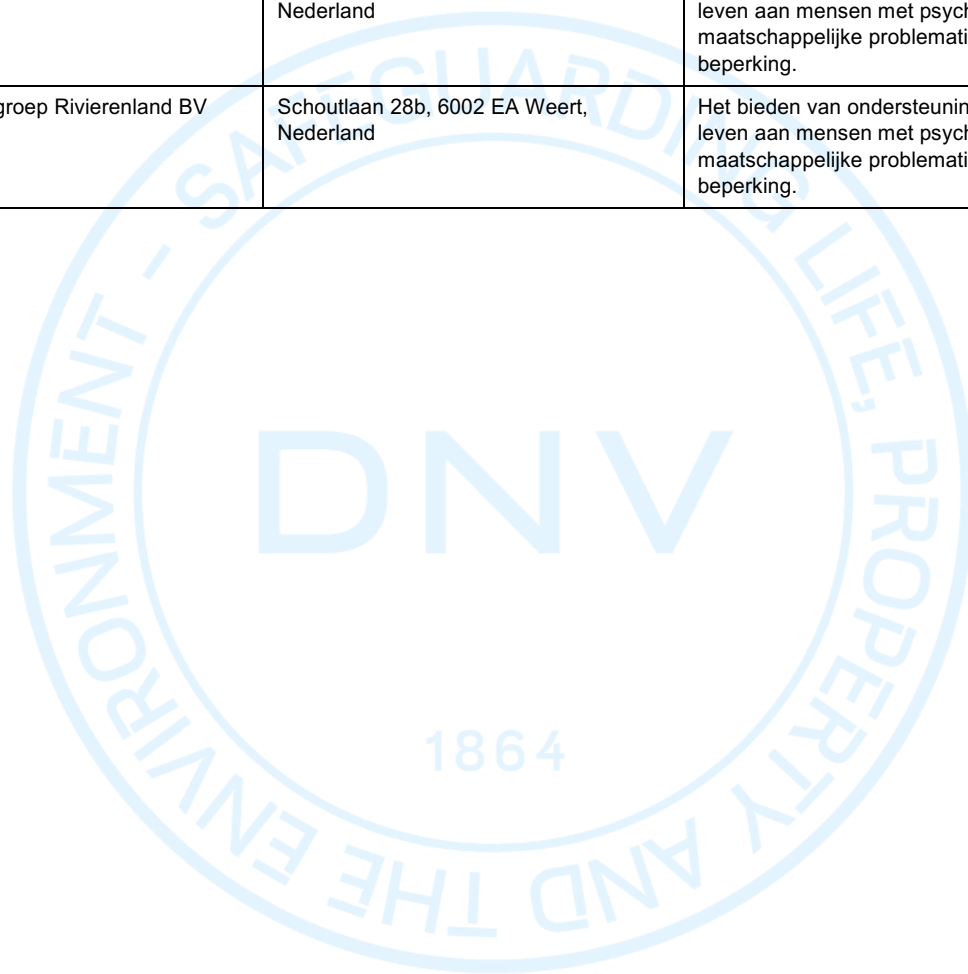 Nederland
leven aan mensen met psych
maatschappelijke problemati
beperking.
groep Rivierenland BV
Schoutlaan 28b, 6002 EA Weert,
Nederland
Het bieden van ondersteunin
leven aan mensen met psych
maatschappelijke problemati
beperking.
SAFEGUARDING LIFE, PROPERTY AND THE ENVIRONMENT -
DNV
1864